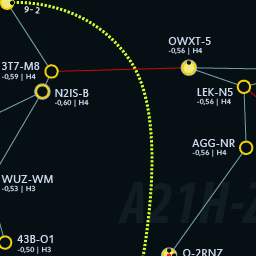 9-2
OWXT-5
-0,56 | H4
3T7-M8
-0,59 | H4
N2IS-B
-0,60 | H4
LEK-N5
-0,56 | H4
AGG-NR
-0,56 | H4
WUZ-WM
-0,53 | H3
A21H-Z
43B-O1
-0,50 | H3
Q-2RNZ